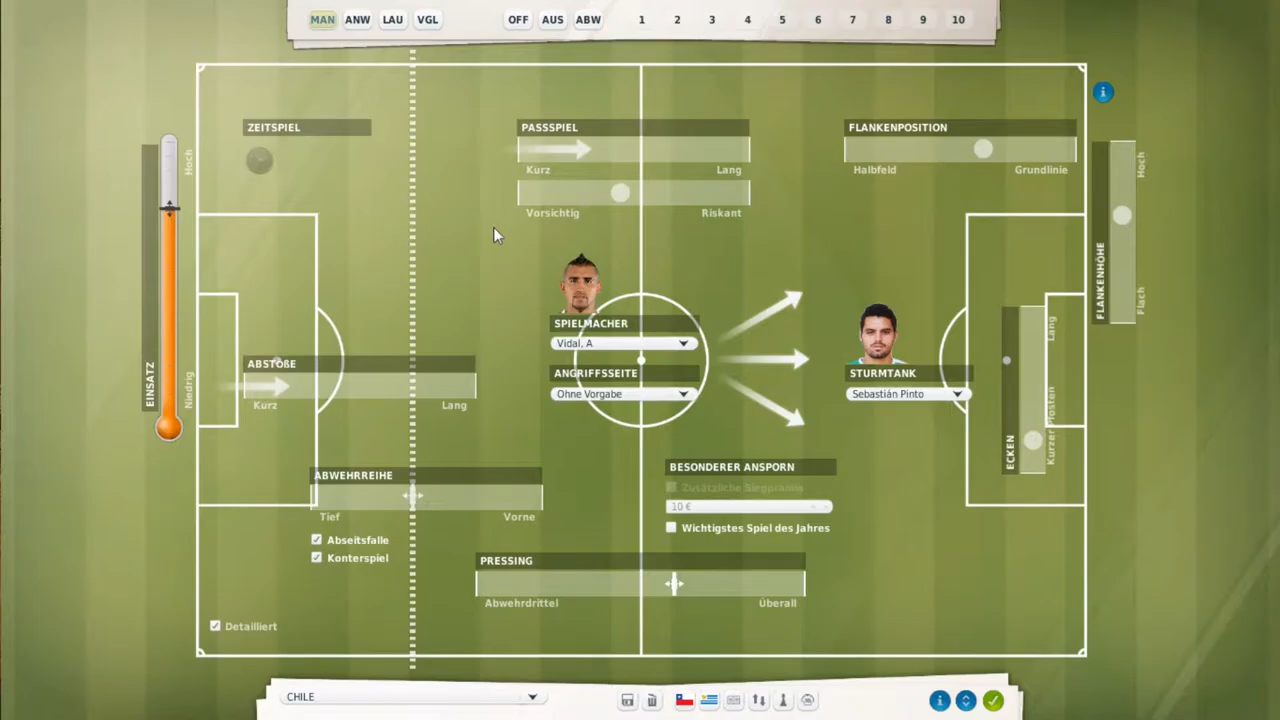 MAN ANW LAU VGL OFF AUS ABW 1 2 3 4 5 6 7 8 9 10
ZEITSPIEL
PASSSPIEL
Kurz Lang
Vorsichtig Riskant
FLANKENPOSITION
Halbfeld Grundlinie
Hoch
EINSATZ
Niedrig
Hoch
FLANKENHÖHE
Flach
SPIELMACHER
Vidal, A
ANGRIFFSSEITE
Ohne Vorgabe
STURMTANK
Sebastián Pinto
ABSTÖßE
Kurz Lang
Lang
ECKEN
Kurzer Pfosten
ABWEHRREIHE
Tief Vorne
Abseitsfalle
Konterspiel
BESONDERER ANSPORN
Zusätzliche Siegprämie
10 €
Wichtigstes Spiel des Jahres
PRESSING
Abwehrdrittel Überall
Detailliert
CHILE